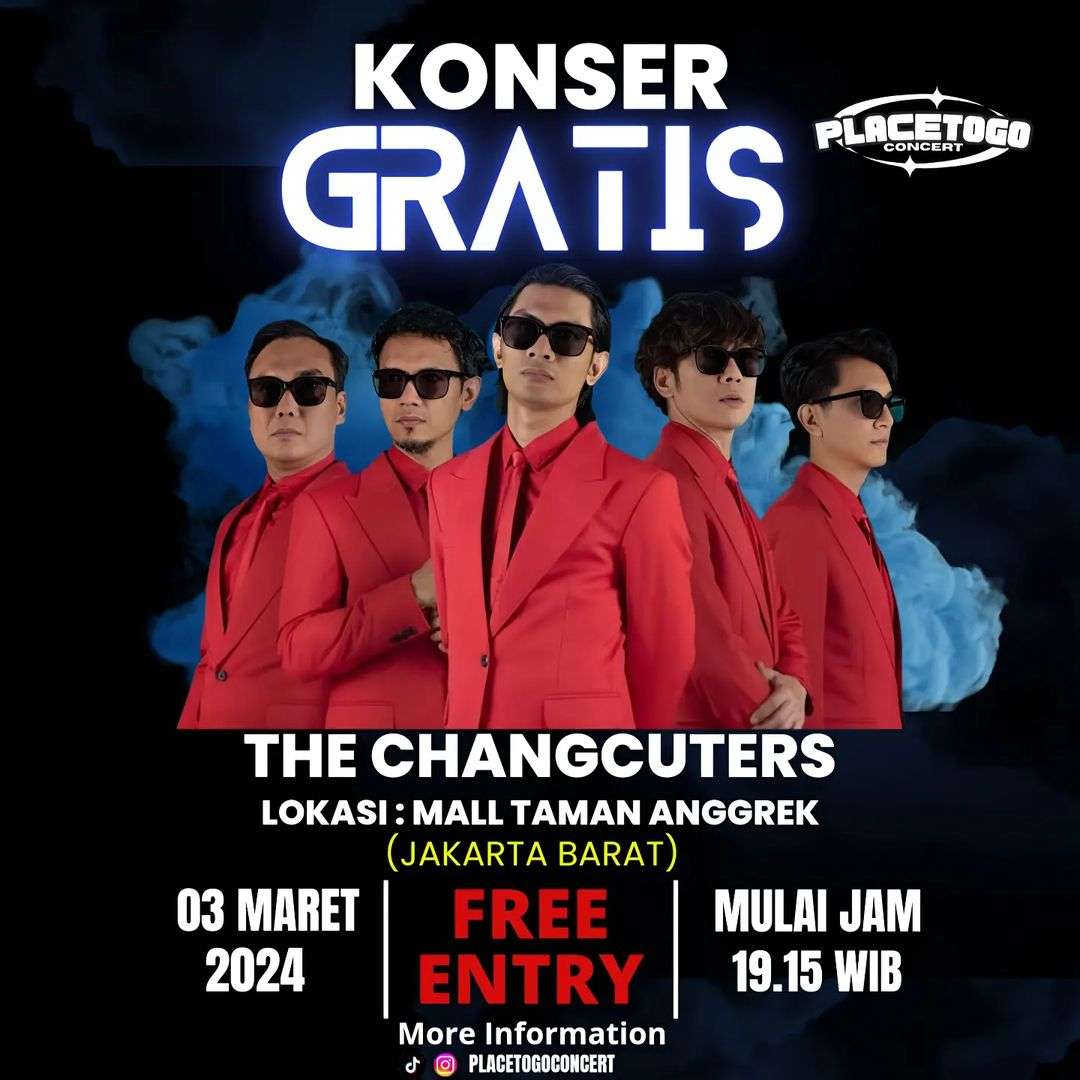 KONSER
GRATIS
PLACETOGO
CONCERT
THE CHANGCUTERS
LOKASI : MALL TAMAN ANGGREK
(JAKARTA BARAT)
03 MARET
2024
FREE
ENTRY
MULAI JAM
19.15 WIB
More Information
PLACETOGOCONCERT